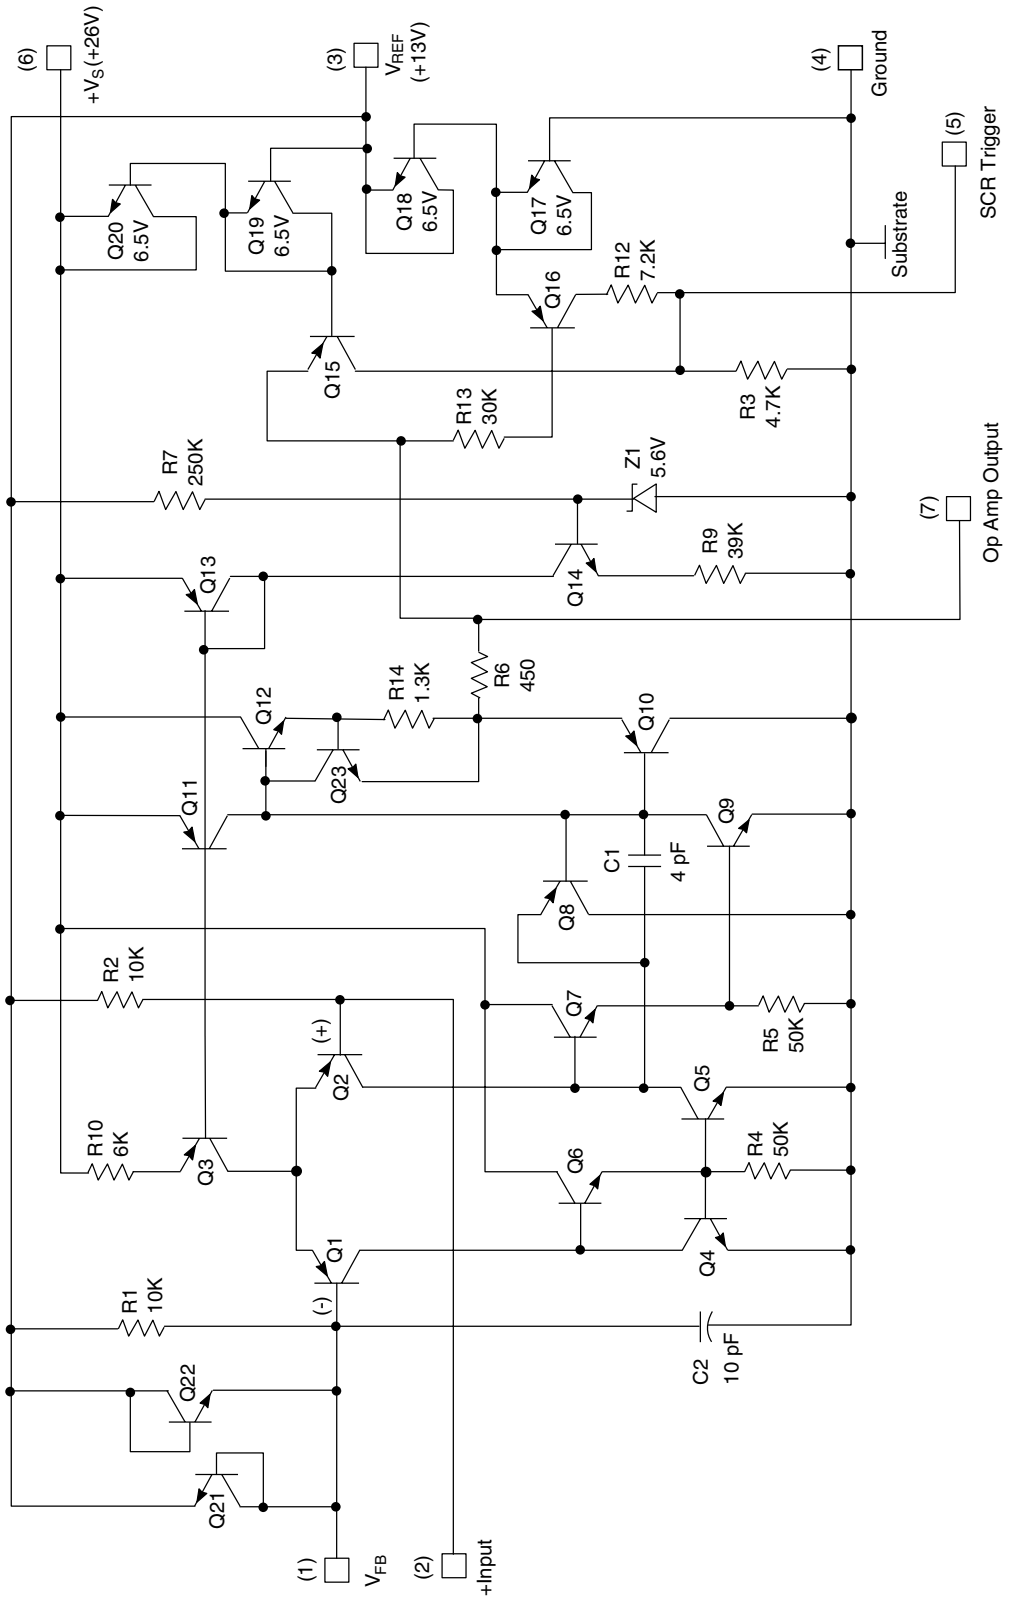 (6)
+VS(+26V)
(3)
VREF
(+13V)
(4)
Ground
(5)
SCR Trigger
Substrate
(7)
Op Amp Output
Q20
6.5V
Q19
6.5V
Q18
6.5V
Q17
6.5V
Q16
R12
7.2K
Q15
R13
30K
R3
4.7K
R7
250K
Z1
5.6V
Q13
Q14
R9
39K
Q12
R14
1.3K
R6
450
Q23
Q10
Q11
C1
4 pF
Q9
Q8
R2
10K
(+)
Q2
Q7
R5
50K
Q5
R10
6K
Q3
Q6
R4
50K
Q1
(-)
Q4
R1
10K
C2
10 pF
Q22
Q21
(1)
VFB
(2)
+Input